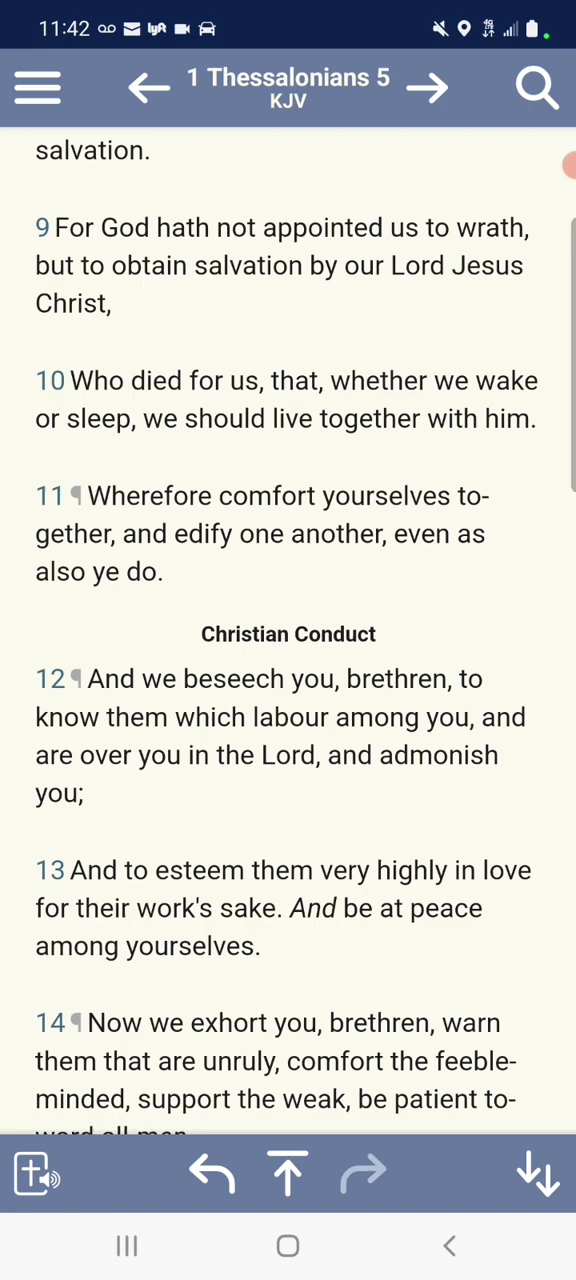 11:42
lyft
4G
1 Thessalonians 5
KJV
salvation.
9 For God hath not appointed us to wrath,
but to obtain salvation by our Lord Jesus
Christ,
10 Who died for us, that, whether we wake
or sleep, we should live together with him.
11 ¶ Wherefore comfort yourselves to-
gether, and edify one another, even as
also ye do.
Christian Conduct
12 ¶ And we beseech you, brethren, to
know them which labour among you, and
are over you in the Lord, and admonish
you;
13 And to esteem them very highly in love
for their work's sake. And be at peace
among yourselves.
14 ¶ Now we exhort you, brethren, warn
them that are unruly, comfort the feeble-
minded, support the weak, be patient to-
ward all men.